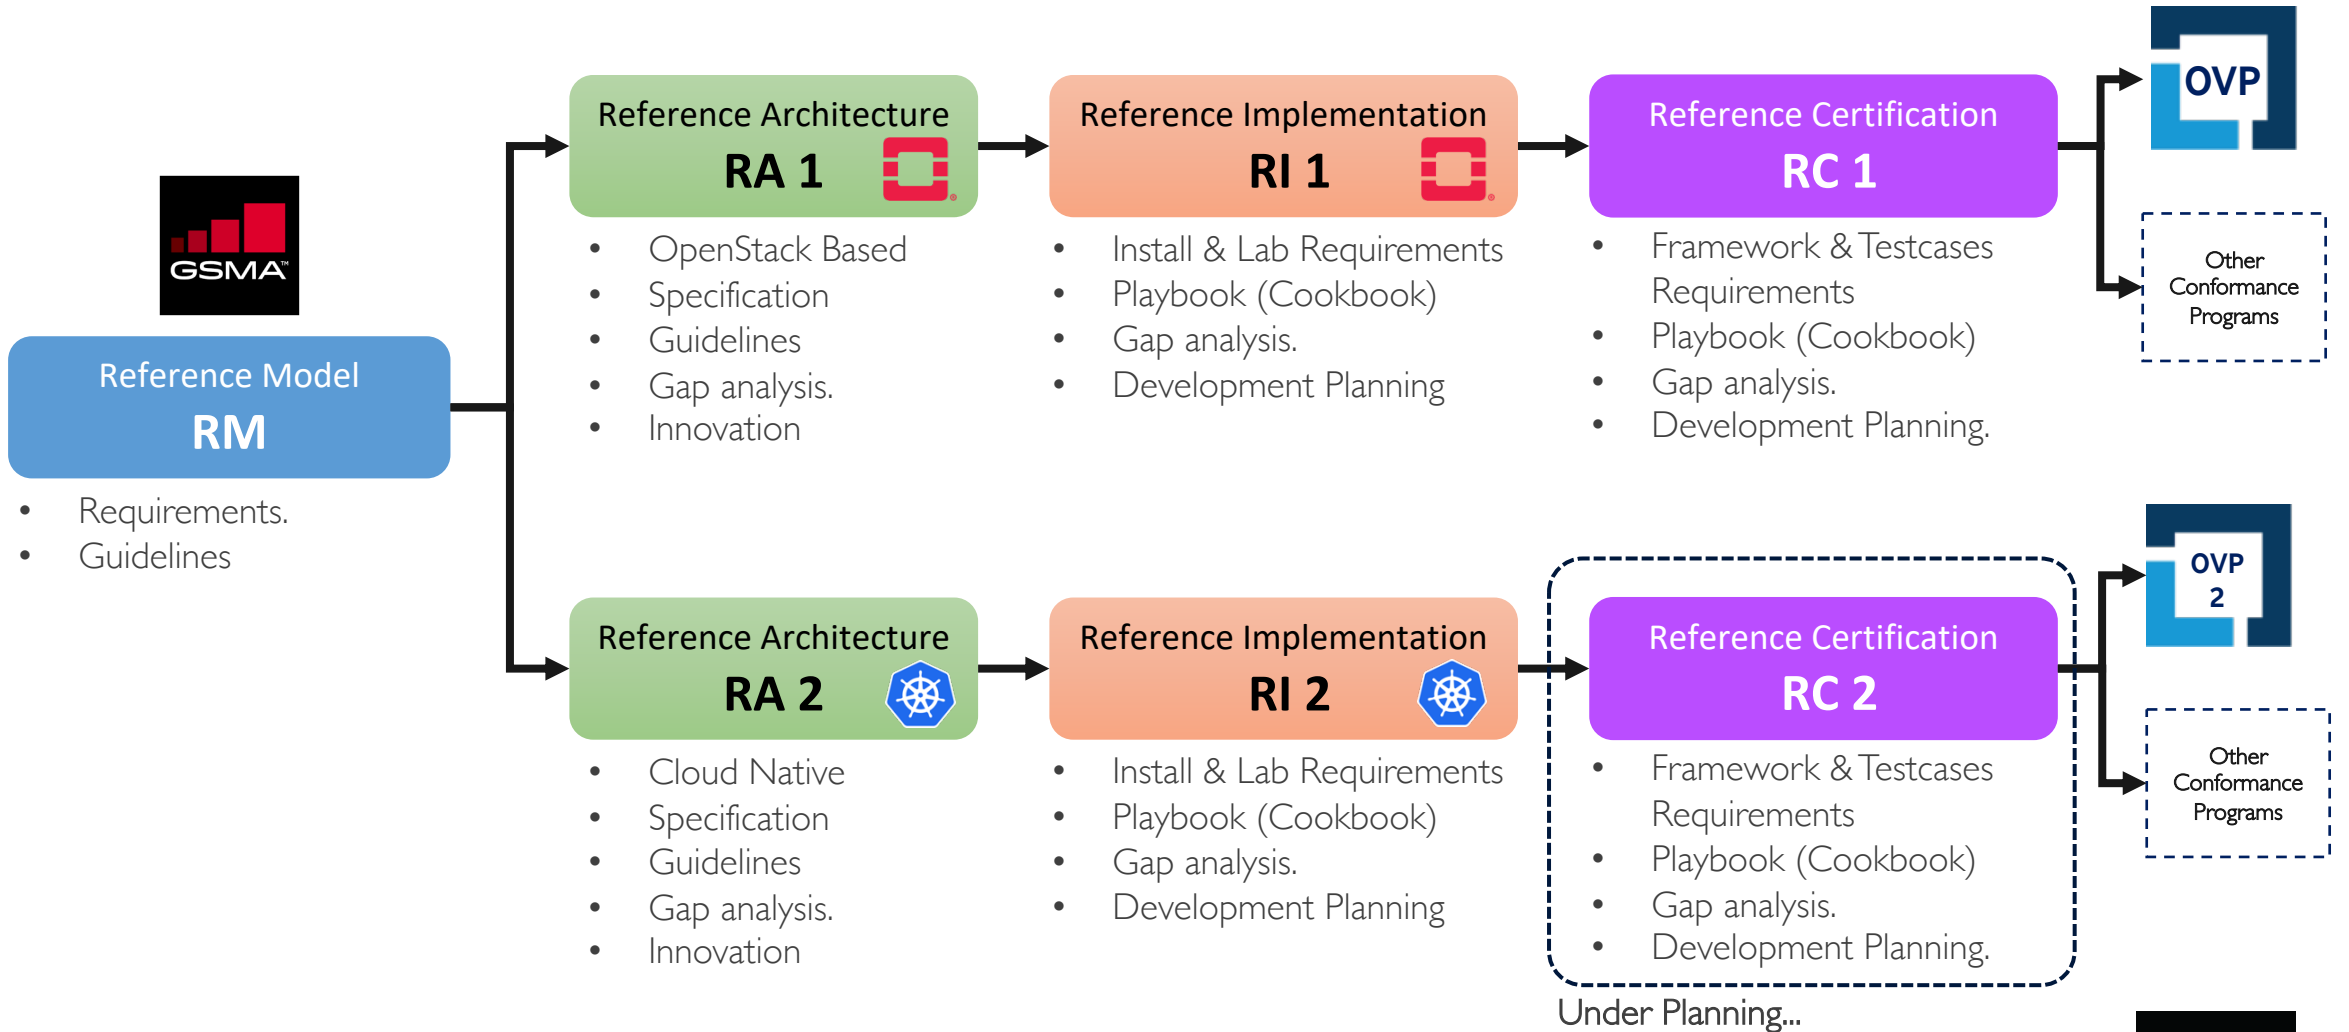 GSMA™
Reference Model
RM
• Requirements.
• Guidelines
Reference Architecture
RA 1
• OpenStack Based
• Specification
• Guidelines
• Gap analysis.
• Innovation
Reference Implementation
RI 1
• Install & Lab Requirements
• Playbook (Cookbook)
• Gap analysis.
• Development Planning
Reference Certification
RC 1
• Framework & Testcases
Requirements
• Playbook (Cookbook)
• Gap analysis.
• Development Planning.
OVP
Other
Conformance
Programs
Reference Architecture
RA 2
• Cloud Native
• Specification
• Guidelines
• Gap analysis.
• Innovation
Reference Implementation
RI 2
• Install & Lab Requirements
• Playbook (Cookbook)
• Gap analysis.
• Development Planning
Reference Certification
RC 2
• Framework & Testcases
Requirements
• Playbook (Cookbook)
• Gap analysis.
• Development Planning.
Under Planning...
OVP
2
Other
Conformance
Programs